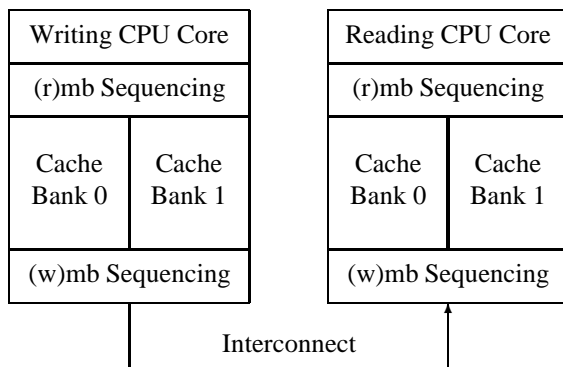 Writing CPU Core
(r)mb Sequencing
Cache
Bank 0
Cache
Bank 1
(w)mb Sequencing
Reading CPU Core
(r)mb Sequencing
Cache
Bank 0
Cache
Bank 1
(w)mb Sequencing
Interconnect